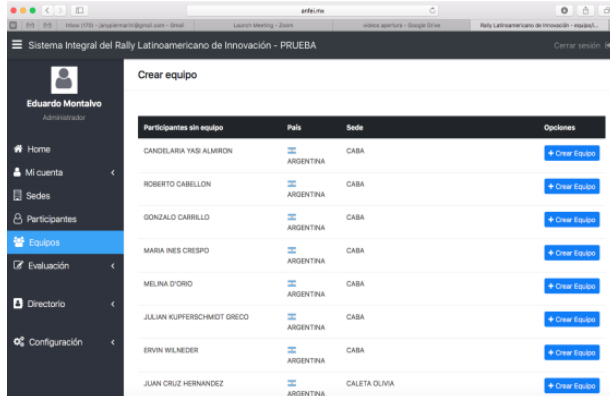 anfei.mx
Inbox (170) - janupiermarini@gmail.com - Gmail
Launch Meeting - Zoom
videos apertura - Google Drive
Rally Latinoamericano de Innovación - equipo/...
Sistema Integral del Rally Latinoamericano de Innovación - PRUEBA
Cerrar sesión
Eduardo Montalvo
Administrador
Home
Mi cuenta
Sedes
Participantes
Equipos
Evaluación
Directorio
Configuración
Crear equipo
Participantes sin equipo País Sede Opciones
CANDELARIA YASI ALMIRON ARGENTINA CABA + Crear Equipo
ROBERTO CABELLON ARGENTINA CABA + Crear Equipo
GONZALO CARRILLO ARGENTINA CABA + Crear Equipo
MARIA INES CRESPO ARGENTINA CABA + Crear Equipo
MELINA D'ORIO ARGENTINA CABA + Crear Equipo
JULIAN KUPFERSCHMIDT GRECO ARGENTINA CABA + Crear Equipo
ERVIN WILNEDER ARGENTINA CABA + Crear Equipo
JUAN CRUZ HERNANDEZ ARGENTINA CALETA OLIVIA + Crear Equipo